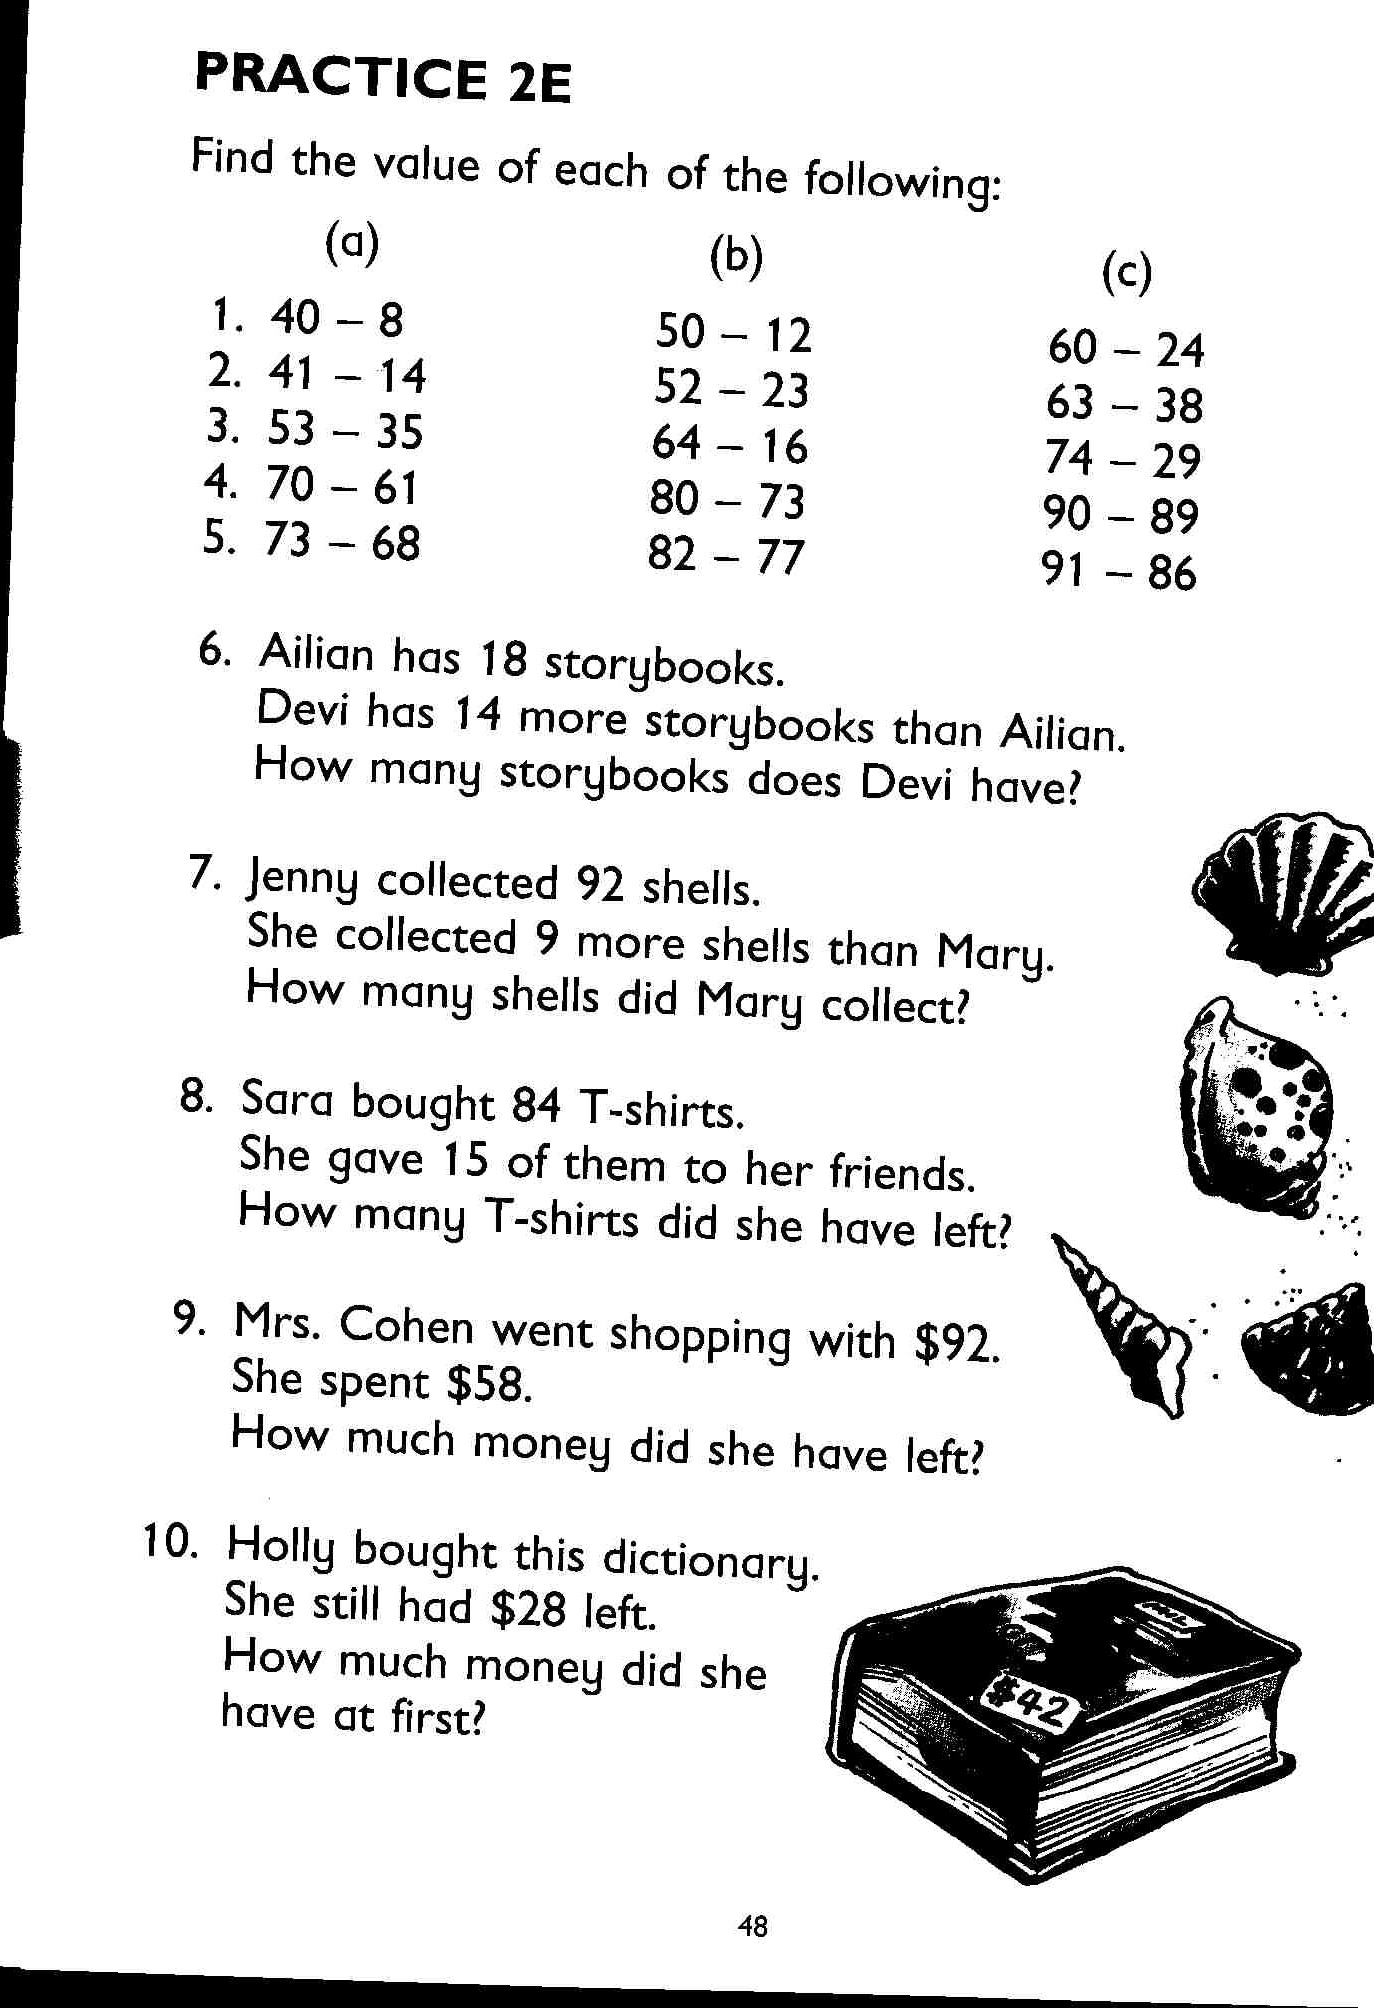 PRACTICE 2E
Find the value of each of the following:
(a) (b) (c)
1. 40 – 8 50 – 12 60 – 24
2. 41 – 14 52 – 23 63 – 38
3. 53 – 35 64 – 16 74 – 29
4. 70 – 61 80 – 73 90 – 89
5. 73 – 68 82 – 77 91 – 86
6. Ailian has 18 storybooks.
Devi has 14 more storybooks than Ailian.
How many storybooks does Devi have?
7. Jenny collected 92 shells.
She collected 9 more shells than Mary.
How many shells did Mary collect?
8. Sara bought 84 T-shirts.
She gave 15 of them to her friends.
How many T-shirts did she have left?
9. Mrs. Cohen went shopping with $92.
She spent $58.
How much money did she have left?
10. Holly bought this dictionary.
She still had $28 left.
How much money did she
have at first?
$42
48